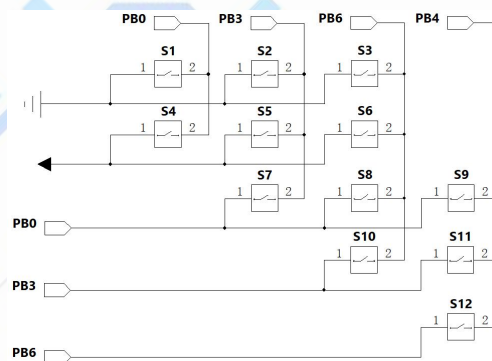 PB0 PB3 PB6 PB4
S1 S2 S3
1 2 1 2 1 2
S4 S5 S6
1 2 1 2 1 2
S7 S8 S9
1 2 1 2 1 2
PB0
S10 S11
1 2 1 2
PB3
S12
1 2
PB6